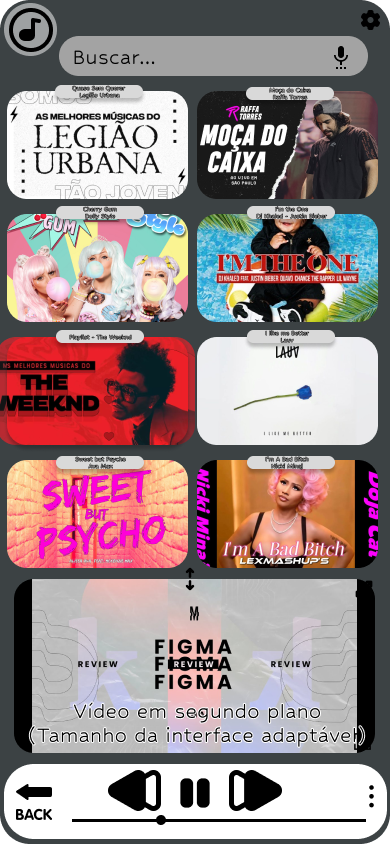 Buscar...
Quase Sem Querer
Legião Urbana
Moça do Caixa
Raffa Torres
SOMOS
AS MELHORES MÚSICAS DO
LEGIÃO
URBANA
TÃO JOVEN
RAFFA
TORRES
MOÇA DO
CAIXA
AO VIVO EM
SÃO PAULO
Cherry Gum
Dolly Style
I'm the One
Dj Khaled - Justin Bieber
GUM
Style
I'M THE ONE
DJ KHALED FEAT. JUSTIN BIEBER QUAVO CHANCE THE RAPPER LIL WAYNE
Playlist - The Weeknd
I like me Better
Lauv
AS MELHORES MUSICAS DO
THE
WEEKND
LAUV
I LIKE ME BETTER
Sweet but Psycho
Ava Max
I'm A Bad Bitch
Nicki Minaj
SWEET
BUT
PSYCHO
Nicki Mina
Doja Cat
I'm A Bad Bitch
LEXMASHUP'S
FIGMA
REVIEW
FIGMA
REVIEW
REVIEW
FIGMA
Vídeo em segundo plano
(Tamanho da interface adaptável)
BACK